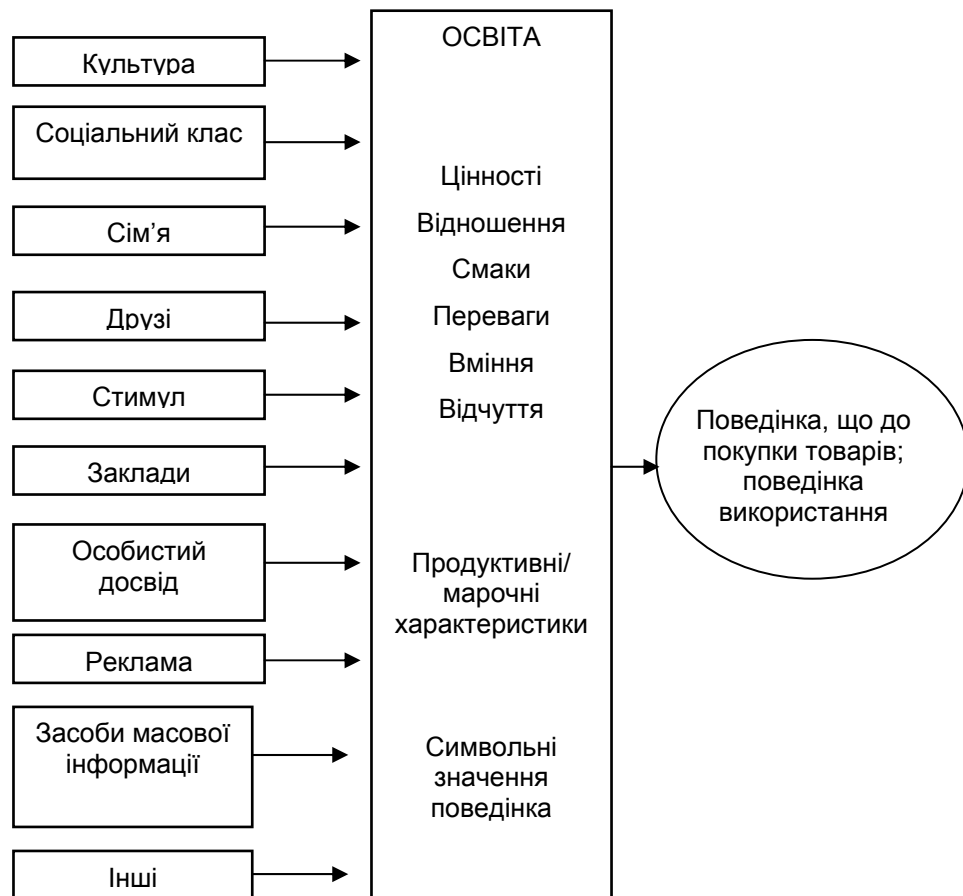 Культура
Соціальний клас
Сім’я
Друзі
Стимул
Заклади
Особистий
досвід
Реклама
Засоби масової
інформації
Інші
ОСВІТА
Цінності
Відношення
Смаки
Переваги
Вміння
Відчуття
Продуктивні/
марочні
характеристики
Символьні
значення
поведінка
Поведінка, що до
покупки товарів;
поведінка
використання